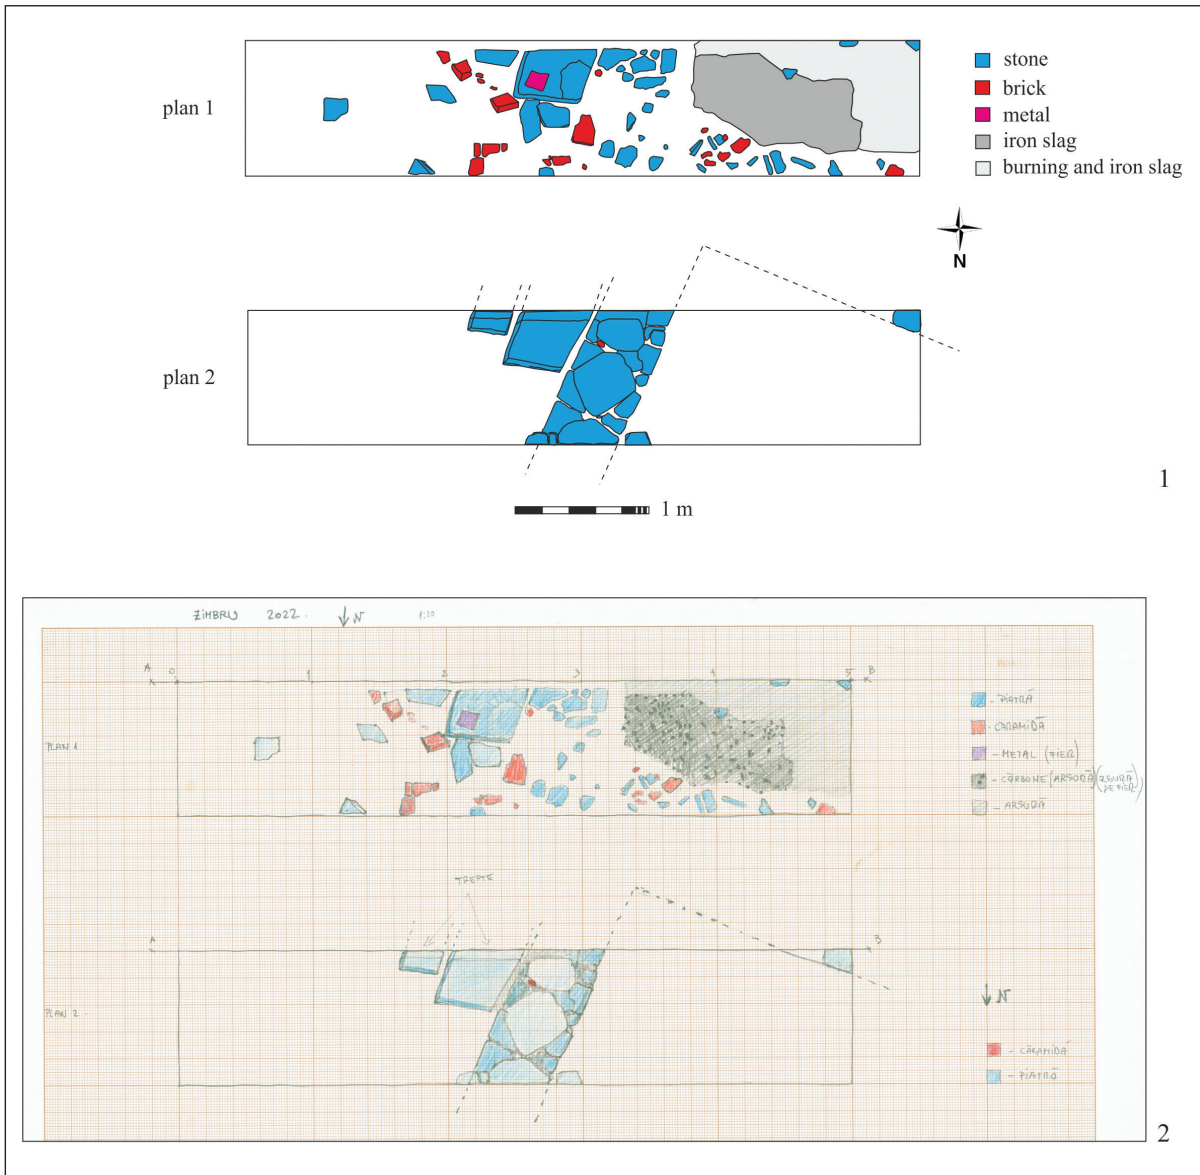 plan 1
stone
brick
metal
iron slag
burning and iron slag
N
plan 2
1 m
1
ZIMBRU 2022. N 1:20
A 0 1 2 3 4 5 B
PLAN 1
- PIATRĂ
- CĂRAMIDĂ
- METAL (FIER)
- CĂRBONE (ARSURĂ) (ZGURĂ DE FIER)
- ARSURĂ
TREPTE
A B
PLAN 2.
N
- CĂRAMIDĂ
- PIATRĂ
2